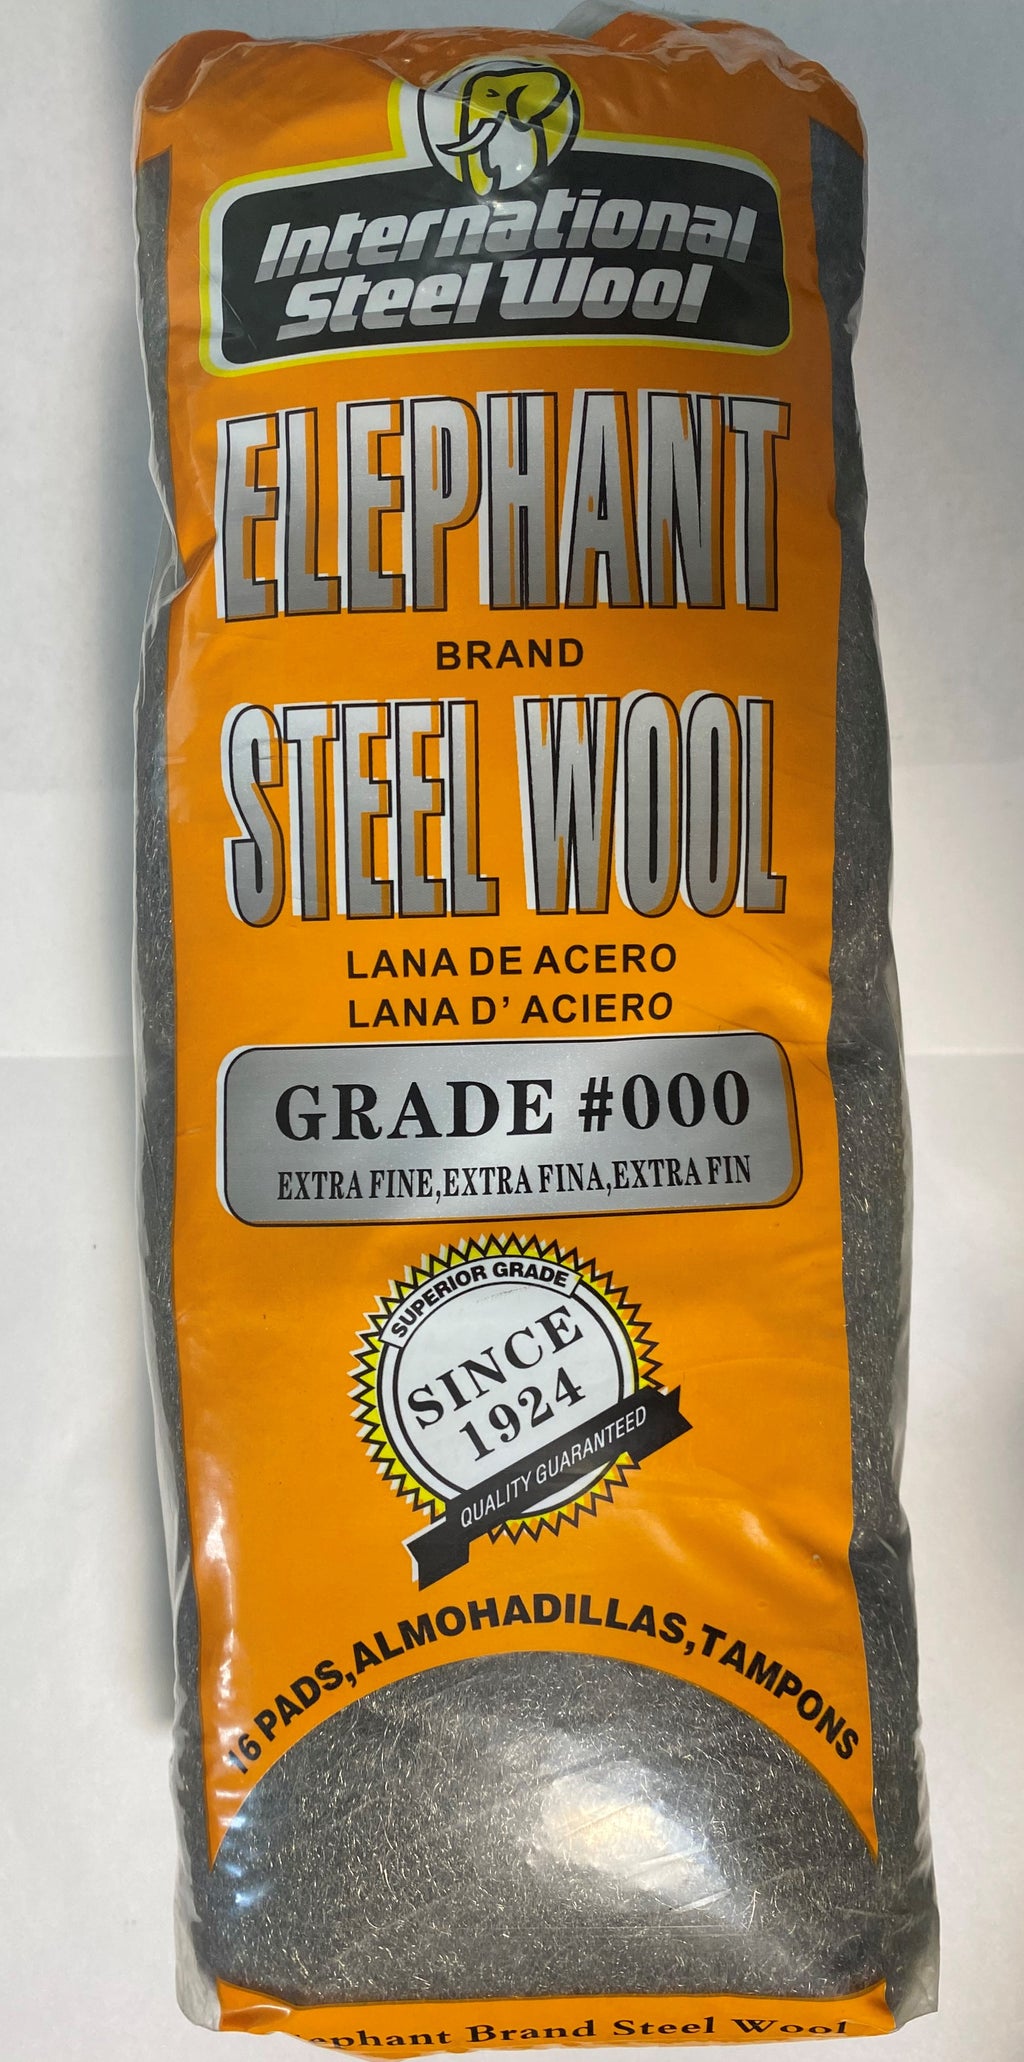 International
Steel Wool
ELEPHANT
BRAND
STEEL WOOL
LANA DE ACERO
LANA D' ACIERO
GRADE #000
EXTRA FINE,EXTRA FINA,EXTRA FIN
SUPERIOR GRADE
SINCE
1924
QUALITY GUARANTEED
16 PADS,ALMOHADILLAS,TAMPONS
Brand Steel Wool